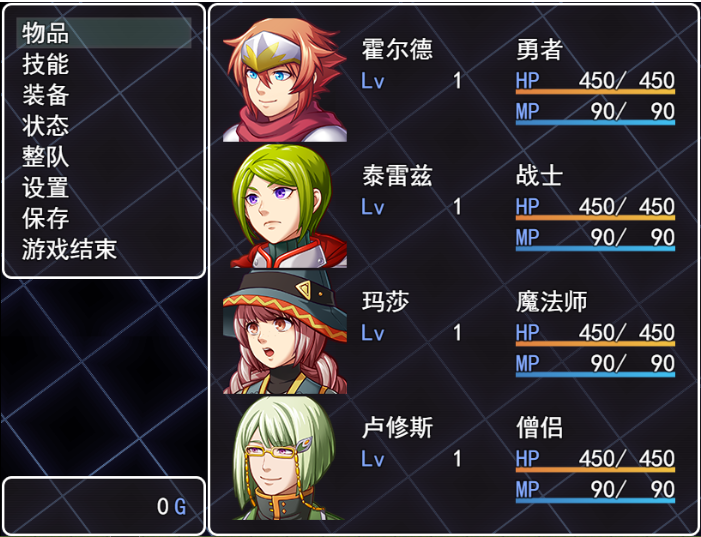 物品
技能
装备
状态
整队
设置
保存
游戏结束
0 G
霍尔德 勇者
Lv 1 HP 450/ 450
MP 90/ 90
泰雷兹 战士
Lv 1 HP 450/ 450
MP 90/ 90
玛莎 魔法师
Lv 1 HP 450/ 450
MP 90/ 90
卢修斯 僧侣
Lv 1 HP 450/ 450
MP 90/ 90